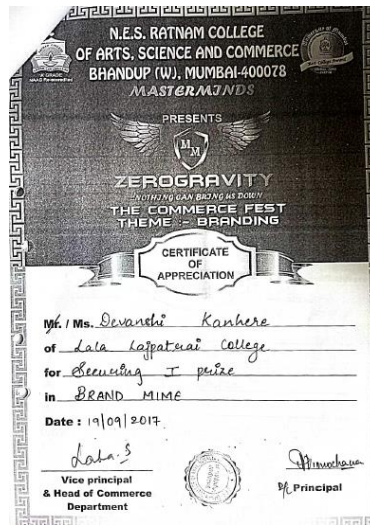 N.E.S. RATNAM COLLEGE
OF ARTS, SCIENCE AND COMMERCE
BHANDUP (W), MUMBAI-400078
MASTERMINDS
PRESENTS
MM
ZEROGRAVITY
NOTHING CAN BRING US DOWN
THE COMMERCE FEST
THEME :- BRANDING
CERTIFICATE
OF
APPRECIATION
Mr. / Ms. Devanshi Kanhere
of Lala Lajpatrai College
for Securing I prize
in BRAND MIME
Date : 19/09/2017
Vice principal
& Head of Commerce
Department
I/C Principal